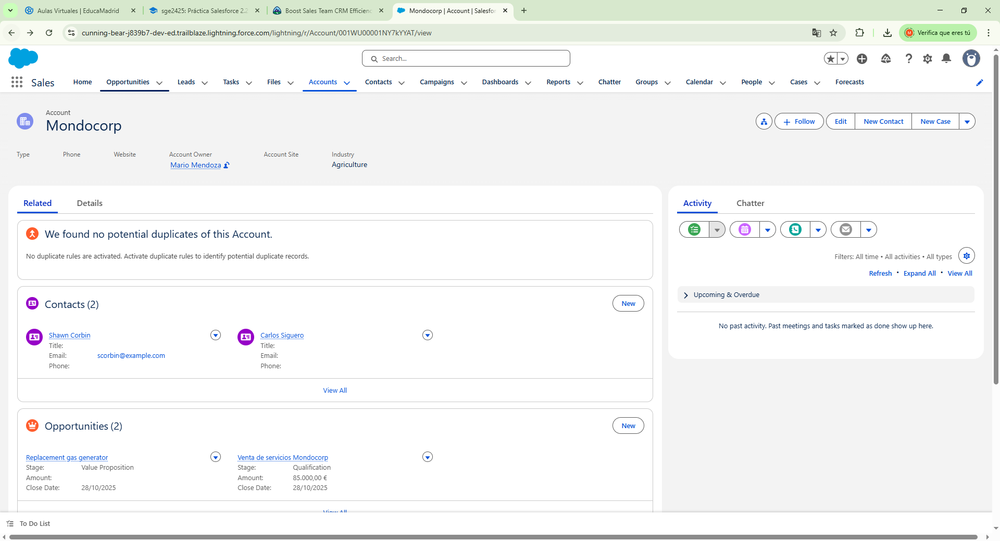 Aulas Virtuales | EducaMadrid
sge2425: Práctica Salesforce 2.2
Boost Sales Team CRM Efficienc
Mondocorp | Account | Salesfor
cunning-bear-j839b7-dev-ed.trailblaze.lightning.force.com/lightning/r/Account/001WU00001NY7kYYAT/view
M
Verifica que eres tú
Search...
Sales
Home
Opportunities
Leads
Tasks
Files
Accounts
Contacts
Campaigns
Dashboards
Reports
Chatter
Groups
Calendar
People
Cases
Forecasts
Account
Mondocorp
Follow
Edit
New Contact
New Case
Type
Phone
Website
Account Owner
Account Site
Industry
Mario Mendoza
Agriculture
Related
Details
We found no potential duplicates of this Account.
No duplicate rules are activated. Activate duplicate rules to identify potential duplicate records.
Contacts (2)
New
Shawn Corbin
Title:
Email: scorbin@example.com
Phone:
Carlos Siguero
Title:
Email:
Phone:
View All
Opportunities (2)
New
Replacement gas generator
Stage: Value Proposition
Amount:
Close Date: 28/10/2025
Venta de servicios Mondocorp
Stage: Qualification
Amount: 85.000,00 €
Close Date: 28/10/2025
View All
Activity
Chatter
Filters: All time • All activities • All types
Refresh • Expand All • View All
Upcoming & Overdue
No past activity. Past meetings and tasks marked as done show up here.
To Do List